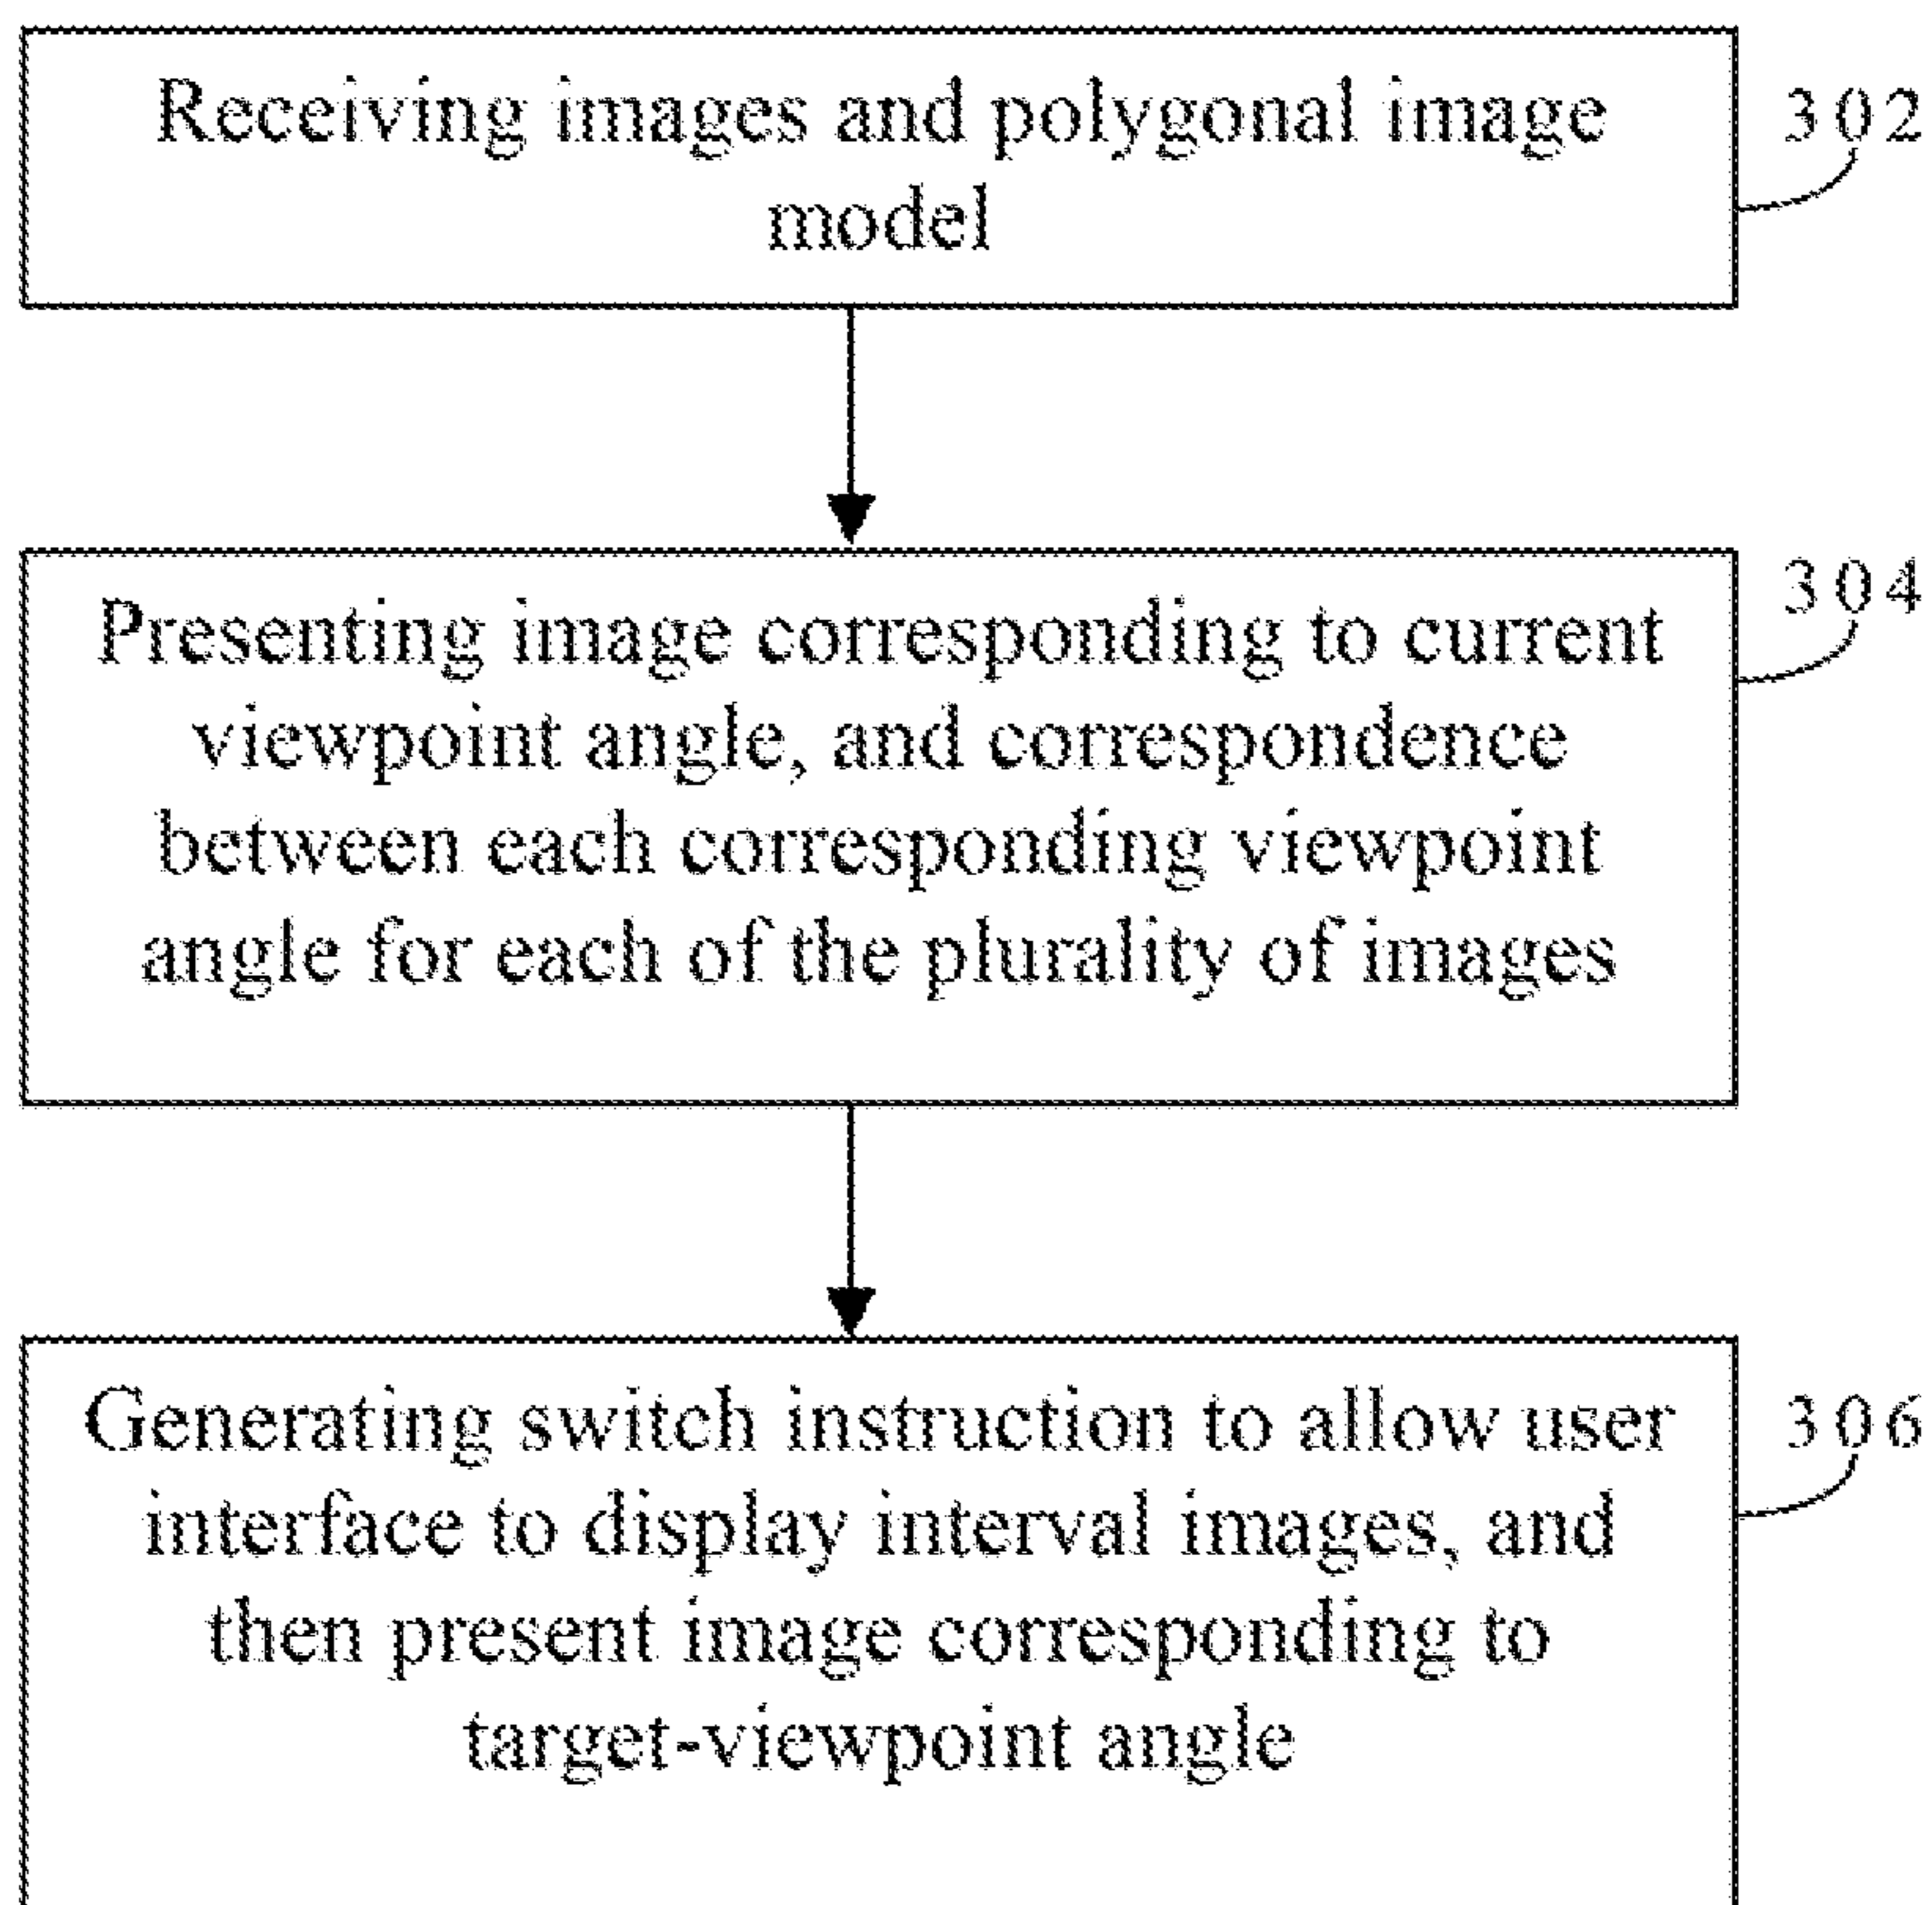 Receiving images and polygonal image
model
302
Presenting image corresponding to current
viewpoint angle, and correspondence
between each corresponding viewpoint
angle for each of the plurality of images
304
Generating switch instruction to allow user
interface to display interval images, and
then present image corresponding to
target-viewpoint angle
306